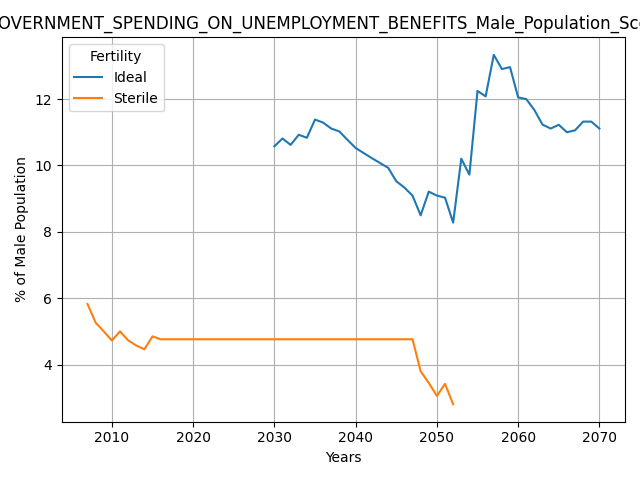 OVERNMENT_SPENDING_ON_UNEMPLOYMENT_BENEFITS_Male_Population_Sc
Fertility
Ideal
Sterile
% of Male Population
12
10
8
6
4
2010 2020 2030 2040 2050 2060 2070
Years